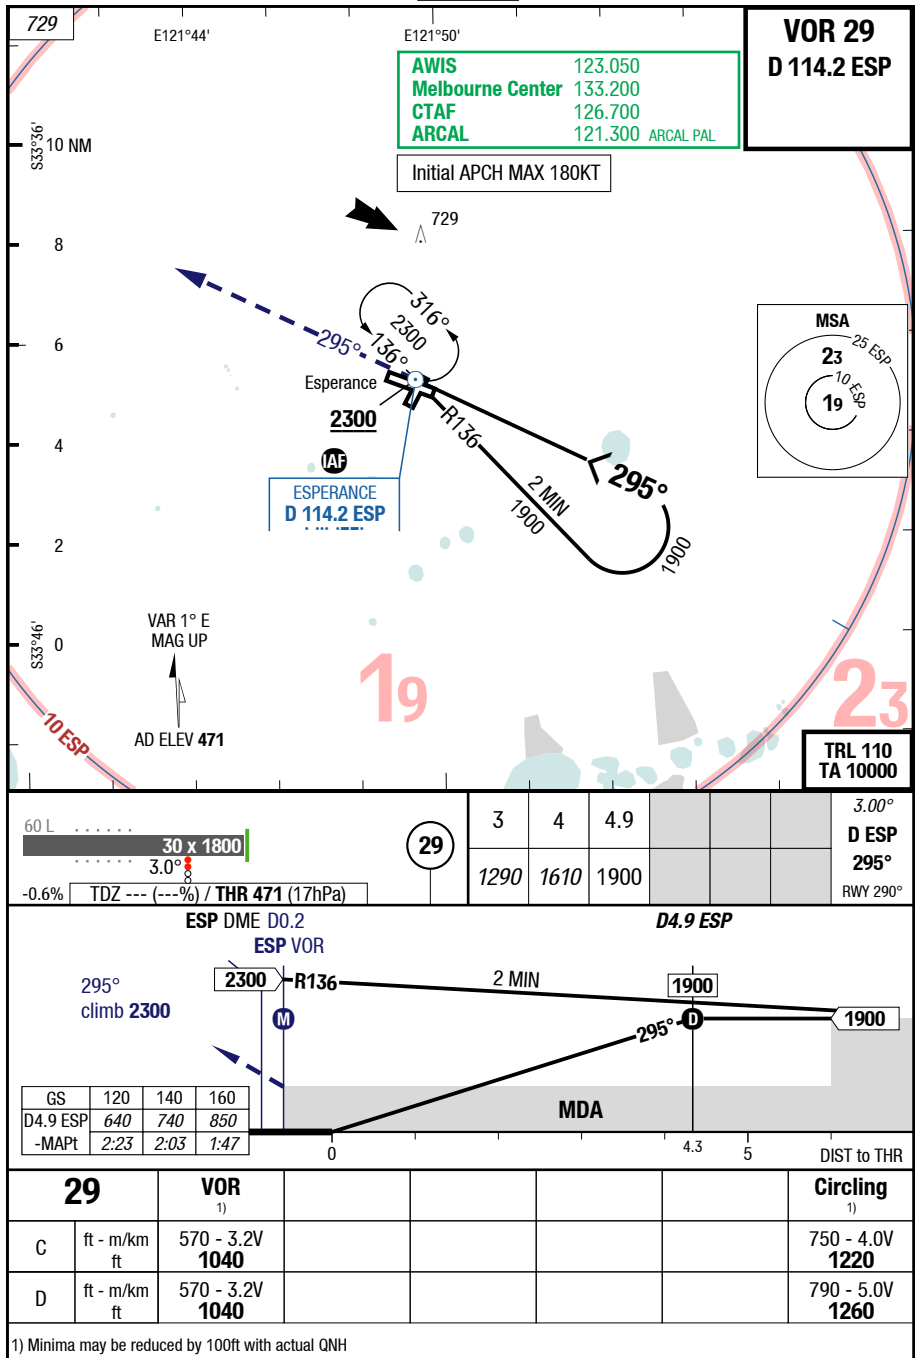 729
E121°44'
E121°50'
VOR 29
D 114.2 ESP
AWIS 123.050
Melbourne Center 133.200
CTAF 126.700
ARCAL 121.300 ARCAL PAL
S33°36'
10 NM
Initial APCH MAX 180KT
729
8
6
4
2
0
295°
316°
2300
136°
Esperance
2300
IAF
ESPERANCE
D 114.2 ESP
R136
2 MIN
1900
295°
1900
MSA
25 ESP
23
10 ESP
19
S33°46'
VAR 1° E
MAG UP
AD ELEV 471
10 ESP
19
23
TRL 110
TA 10000
60 L
30 x 1800
3.0°
-0.6%
TDZ --- (---%) / THR 471 (17hPa)
29
3 4 4.9
1290 1610 1900
3.00°
D ESP
295°
RWY 290°
ESP DME D0.2
ESP VOR
D4.9 ESP
2300
R136
2 MIN
1900
295°
climb 2300
M
295°
D
1900
MDA
GS 120 140 160
D4.9 ESP 640 740 850
-MAPt 2:23 2:03 1:47
0
4.3
5
DIST to THR
29 VOR Circling
1) 1)
C ft - m/km 570 - 3.2V 750 - 4.0V
ft 1040 1220
D ft - m/km 570 - 3.2V 790 - 5.0V
ft 1040 1260
1) Minima may be reduced by 100ft with actual QNH